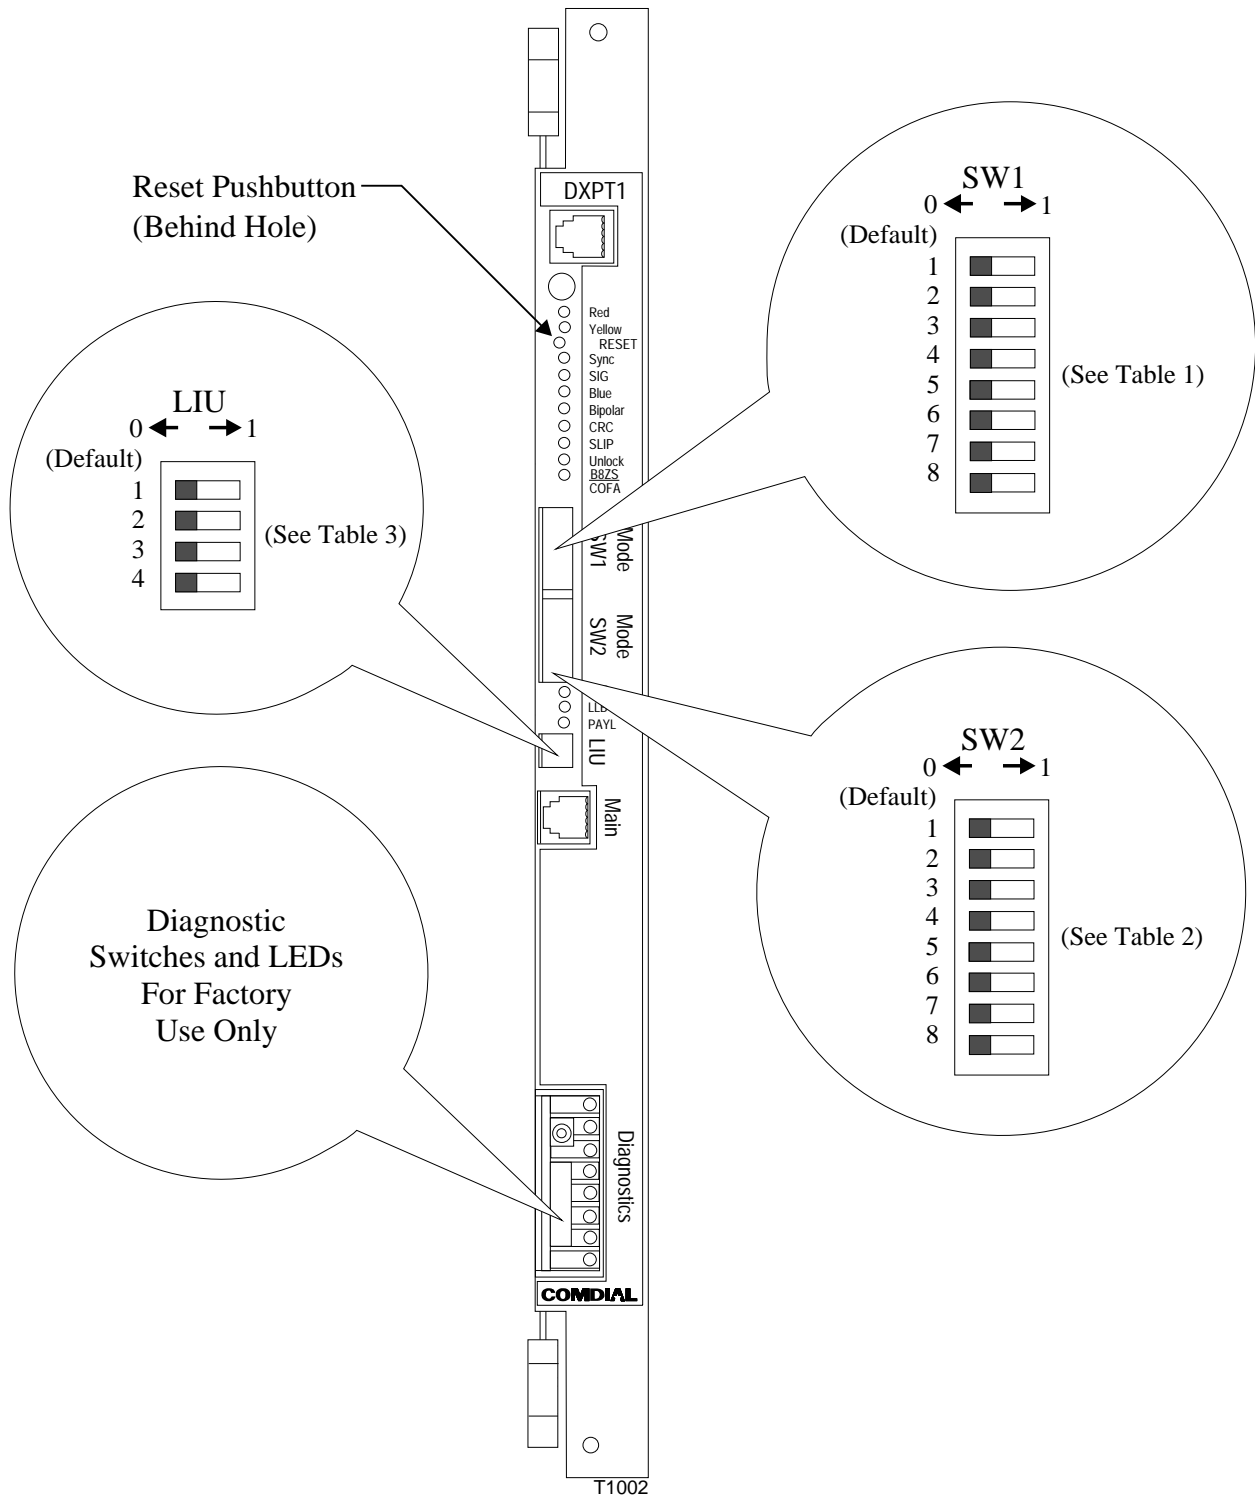 Reset Pushbutton
(Behind Hole)
DXPT1
Red
Yellow
RESET
Sync
SIG
Blue
Bipolar
CRC
SLIP
Unlock
B8ZS
COFA
Mode
SW1
Mode
SW2
PAYL
LIU
Main
Diagnostics
COMDIAL
T1002
LIU
0 1
(Default)
1
2
3
4
(See Table 3)
Diagnostic
Switches and LEDs
For Factory
Use Only
SW1
0 1
(Default)
1
2
3
4
5
6
7
8
(See Table 1)
SW2
0 1
(Default)
1
2
3
4
5
6
7
8
(See Table 2)